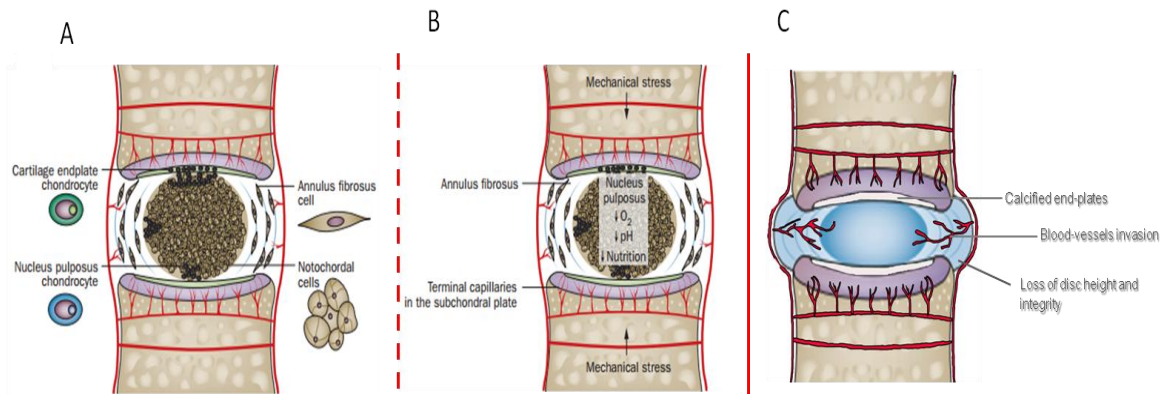 A
Cartilage endplate
chondrocyte
Annulus fibrosus
cell
Nucleus pulposus
chondrocyte
Notochordal
cells
B
Mechanical stress
Annulus fibrosus
Nucleus
pulposus
↓O₂
↓pH
↓Nutrition
Terminal capillaries
in the subchondral plate
Mechanical stress
C
Calcified end-plates
Blood-vessels invasion
Loss of disc height and
integrity